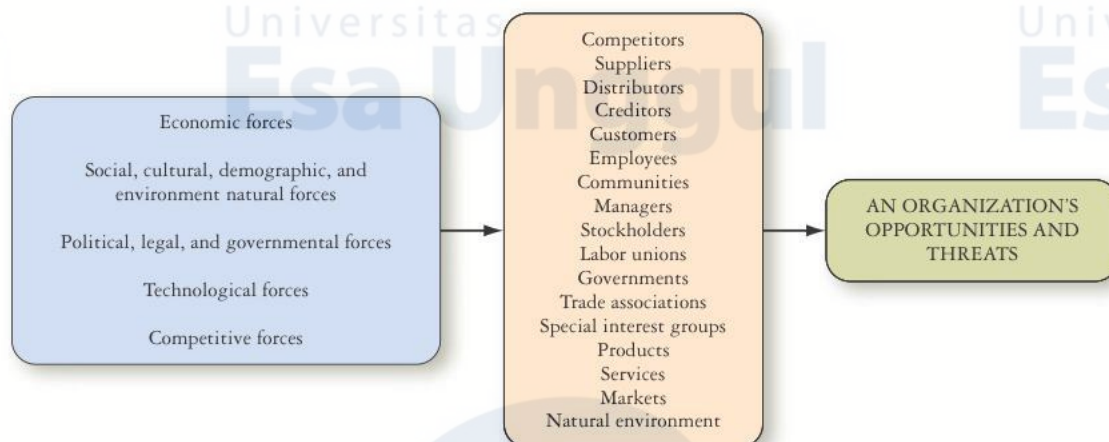 Universitas
Esa Unggul
Univ
Es
Economic forces
Social, cultural, demographic, and
environment natural forces
Political, legal, and governmental forces
Technological forces
Competitive forces
Competitors
Suppliers
Distributors
Creditors
Customers
Employees
Communities
Managers
Stockholders
Labor unions
Governments
Trade associations
Special interest groups
Products
Services
Markets
Natural environment
AN ORGANIZATION'S
OPPORTUNITIES AND
THREATS